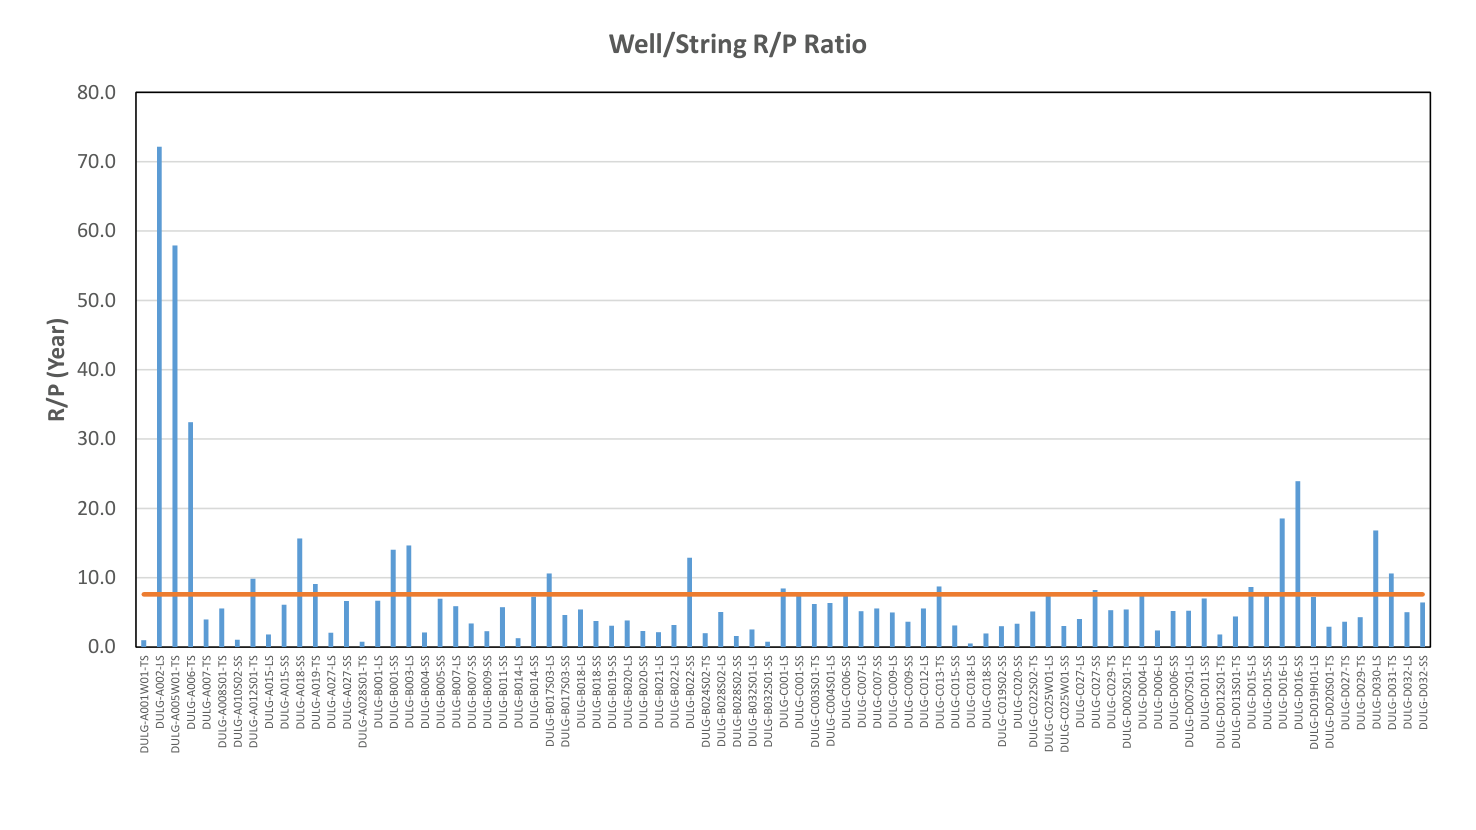 Well/String R/P Ratio
R/P (Year)
80.0
70.0
60.0
50.0
40.0
30.0
20.0
10.0
0.0
DULG-A001W01-TS
DULG-A002-LS
DULG-A005W01-TS
DULG-A006-TS
DULG-A007-TS
DULG-A008S01-TS
DULG-A010S02-SS
DULG-A012S01-TS
DULG-A015-LS
DULG-A015-SS
DULG-A018-SS
DULG-A019-TS
DULG-A027-LS
DULG-A027-SS
DULG-A028S01-TS
DULG-B001-LS
DULG-B001-SS
DULG-B003-LS
DULG-B004-SS
DULG-B005-SS
DULG-B007-LS
DULG-B007-SS
DULG-B009-SS
DULG-B011-SS
DULG-B014-LS
DULG-B014-SS
DULG-B017S03-LS
DULG-B017S03-SS
DULG-B018-LS
DULG-B018-SS
DULG-B019-SS
DULG-B020-LS
DULG-B020-SS
DULG-B021-LS
DULG-B022-LS
DULG-B022-SS
DULG-B024S02-TS
DULG-B028S02-LS
DULG-B028S02-SS
DULG-B032S01-LS
DULG-B032S01-SS
DULG-C001-LS
DULG-C001-SS
DULG-C003S01-TS
DULG-C004S01-LS
DULG-C006-SS
DULG-C007-LS
DULG-C007-SS
DULG-C009-LS
DULG-C009-SS
DULG-C012-LS
DULG-C013-TS
DULG-C015-SS
DULG-C018-LS
DULG-C018-SS
DULG-C019S02-SS
DULG-C020-SS
DULG-C022S02-TS
DULG-C025W01-LS
DULG-C025W01-SS
DULG-C027-LS
DULG-C027-SS
DULG-C029-TS
DULG-D002S01-TS
DULG-D004-LS
DULG-D006-LS
DULG-D006-SS
DULG-D007S01-LS
DULG-D011-SS
DULG-D012S01-TS
DULG-D013S01-TS
DULG-D015-LS
DULG-D015-SS
DULG-D016-LS
DULG-D016-SS
DULG-D019H01-LS
DULG-D020S01-TS
DULG-D027-TS
DULG-D029-TS
DULG-D030-LS
DULG-D031-TS
DULG-D032-LS
DULG-D032-SS